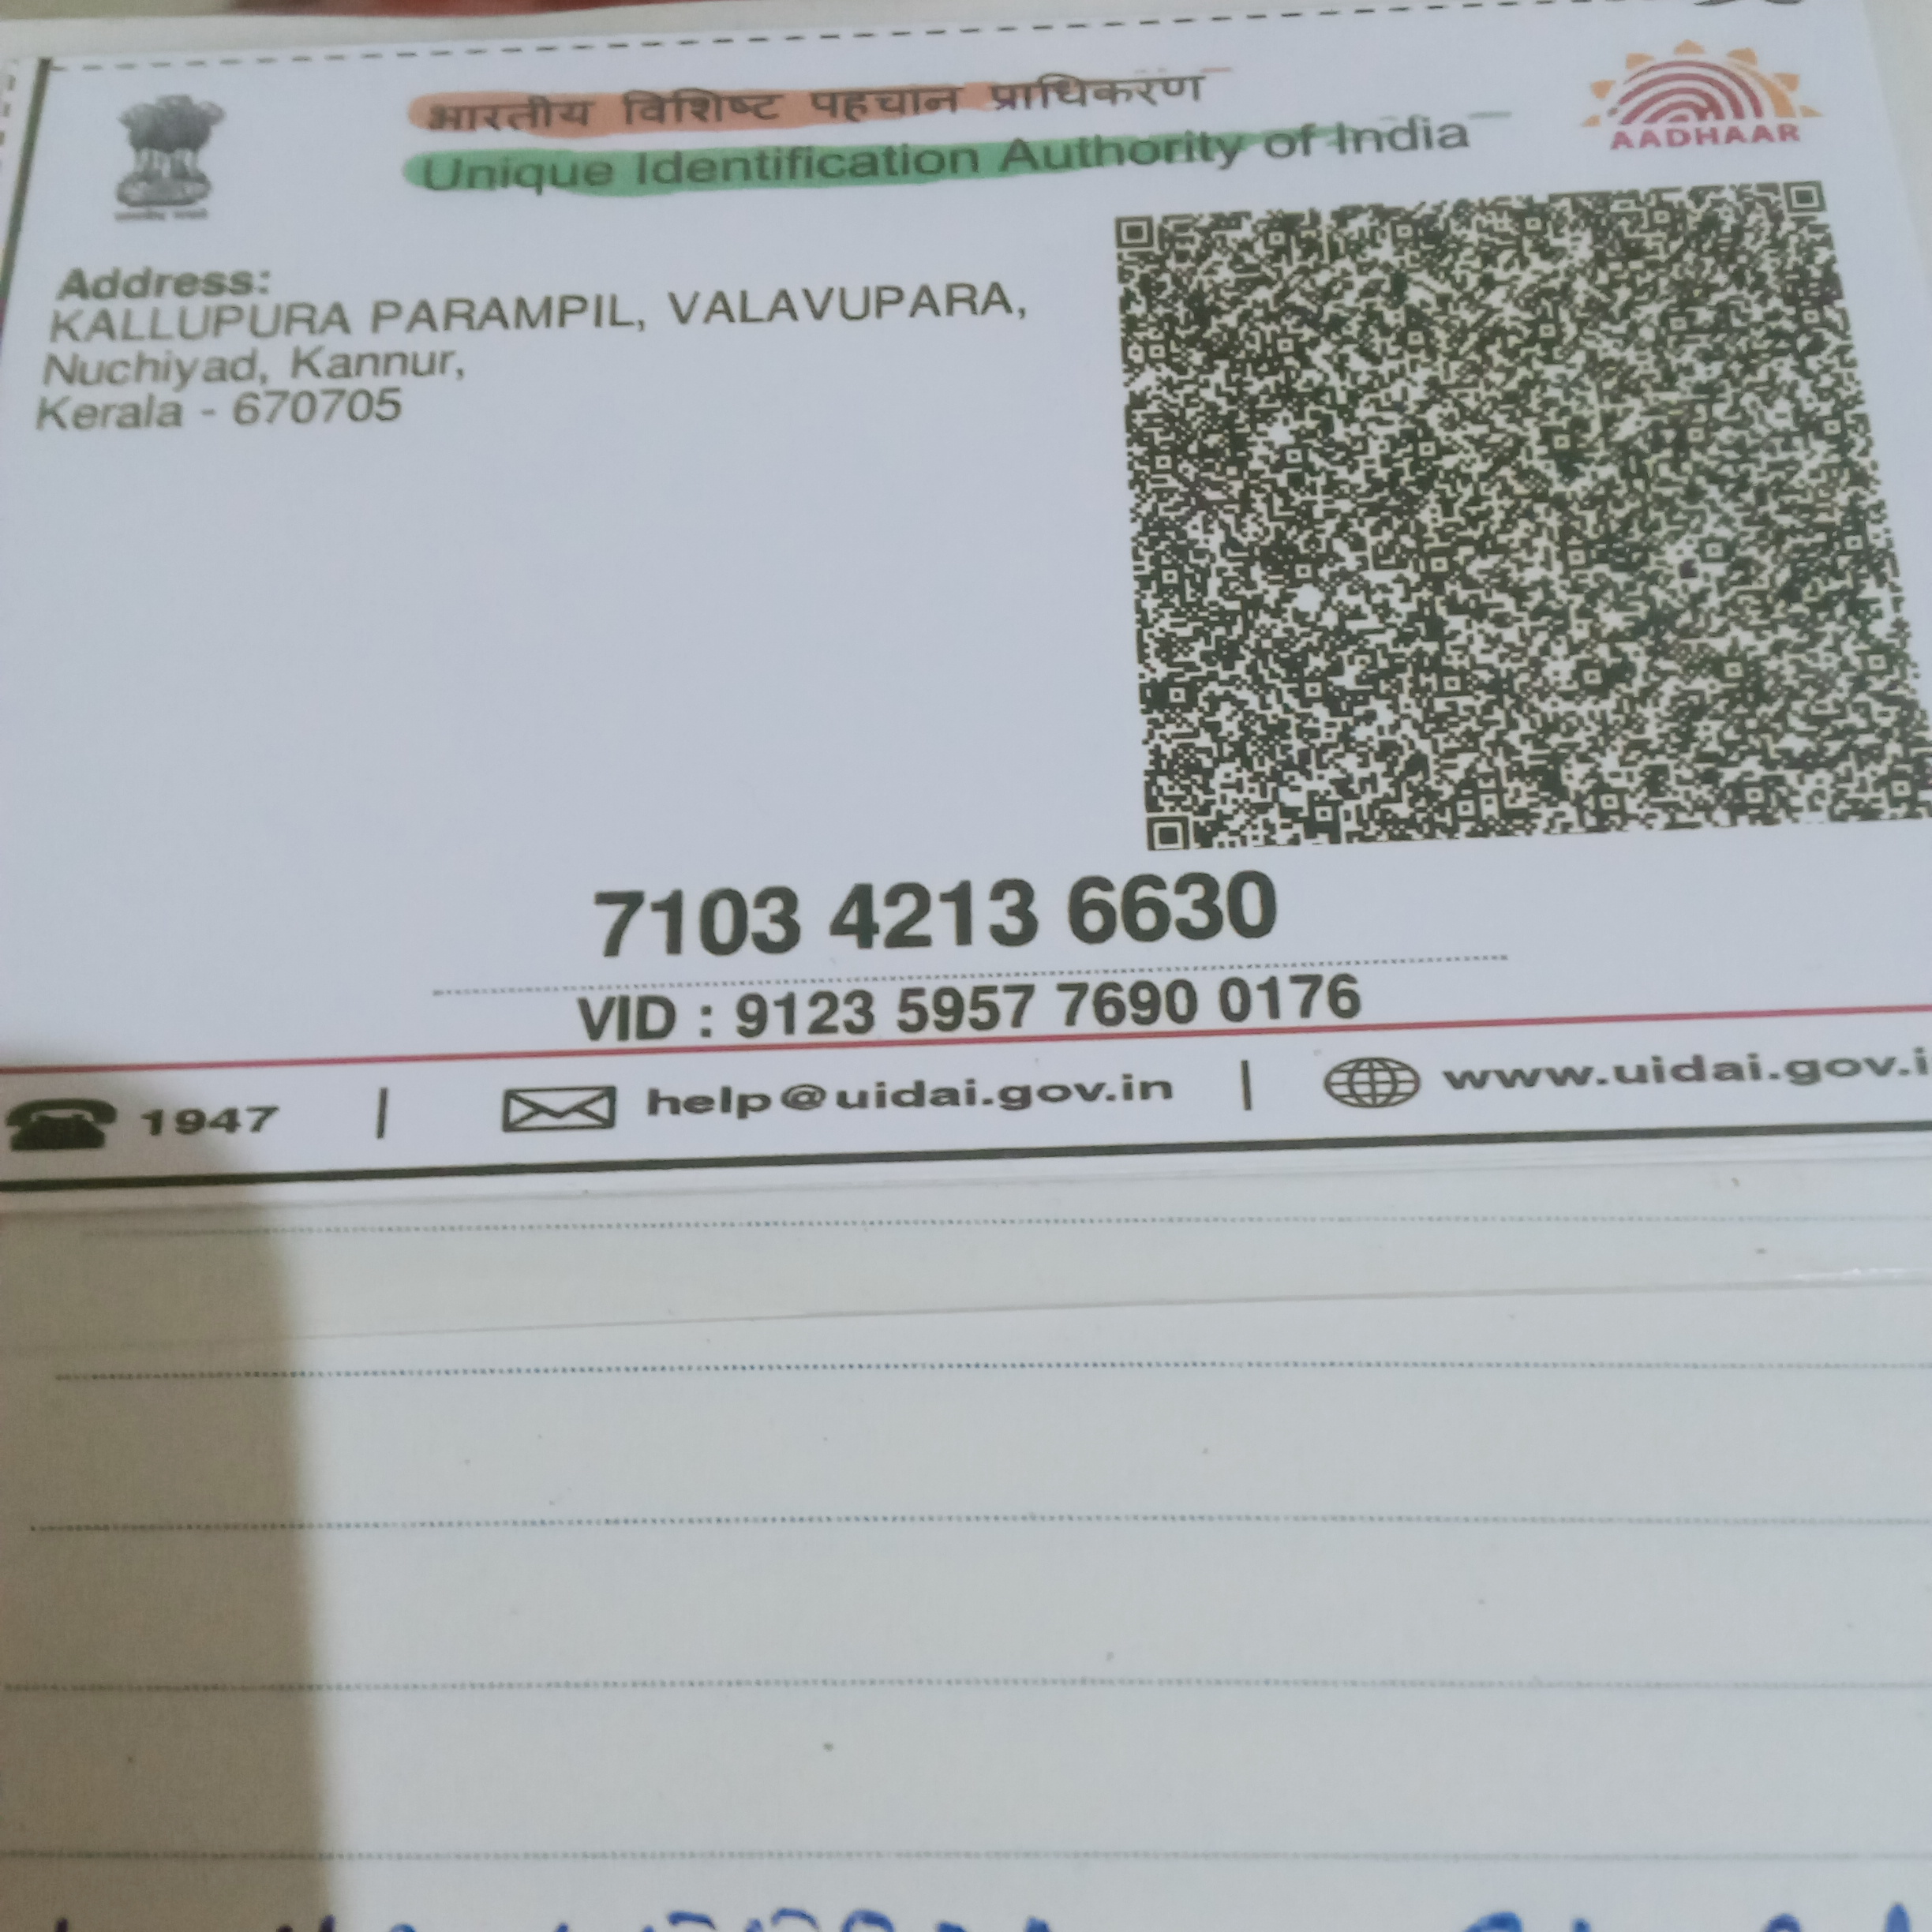 भारतीय विशिष्ट पहचान प्राधिकरण
Unique Identification Authority of India
AADHAAR
Address:
KALLUPURA PARAMPIL, VALAVUPARA,
Nuchiyad, Kannur,
Kerala - 670705
7103 4213 6630
VID : 9123 5957 7690 0176
1947 | help@uidai.gov.in | www.uidai.gov.i